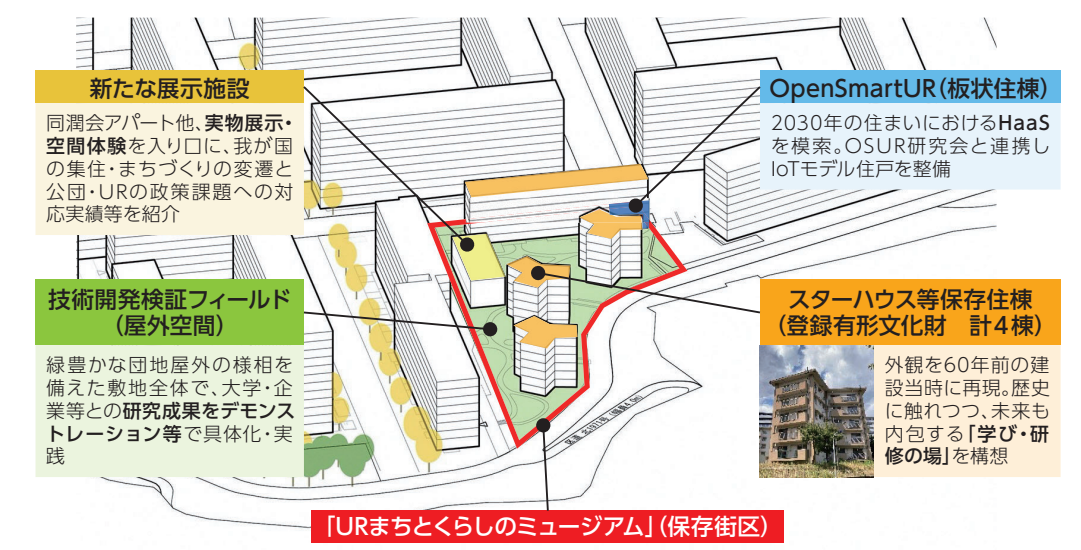 新たな展示施設
同潤会アパート他、実物展示・
空間体験を入り口に、我が国
の集住・まちづくりの変遷と
公団・URの政策課題への対
応実績等を紹介
OpenSmartUR(板状住棟)
2030年の住まいにおけるHaaS
を模索。OSUR研究会と連携し
IoTモデル住戸を整備
技術開発検証フィールド
(屋外空間)
緑豊かな団地屋外の様相を
備えた敷地全体で、大学・企
業等との研究成果をデモンス
トレーション等で具体化・実
践
スターハウス等保存住棟
(登録有形文化財　計4棟)
外観を60年前の建
設当時に再現。歴史
に触れつつ、未来も
内包する「学び・研
修の場」を構想
「URまちとくらしのミュージアム」(保存街区)